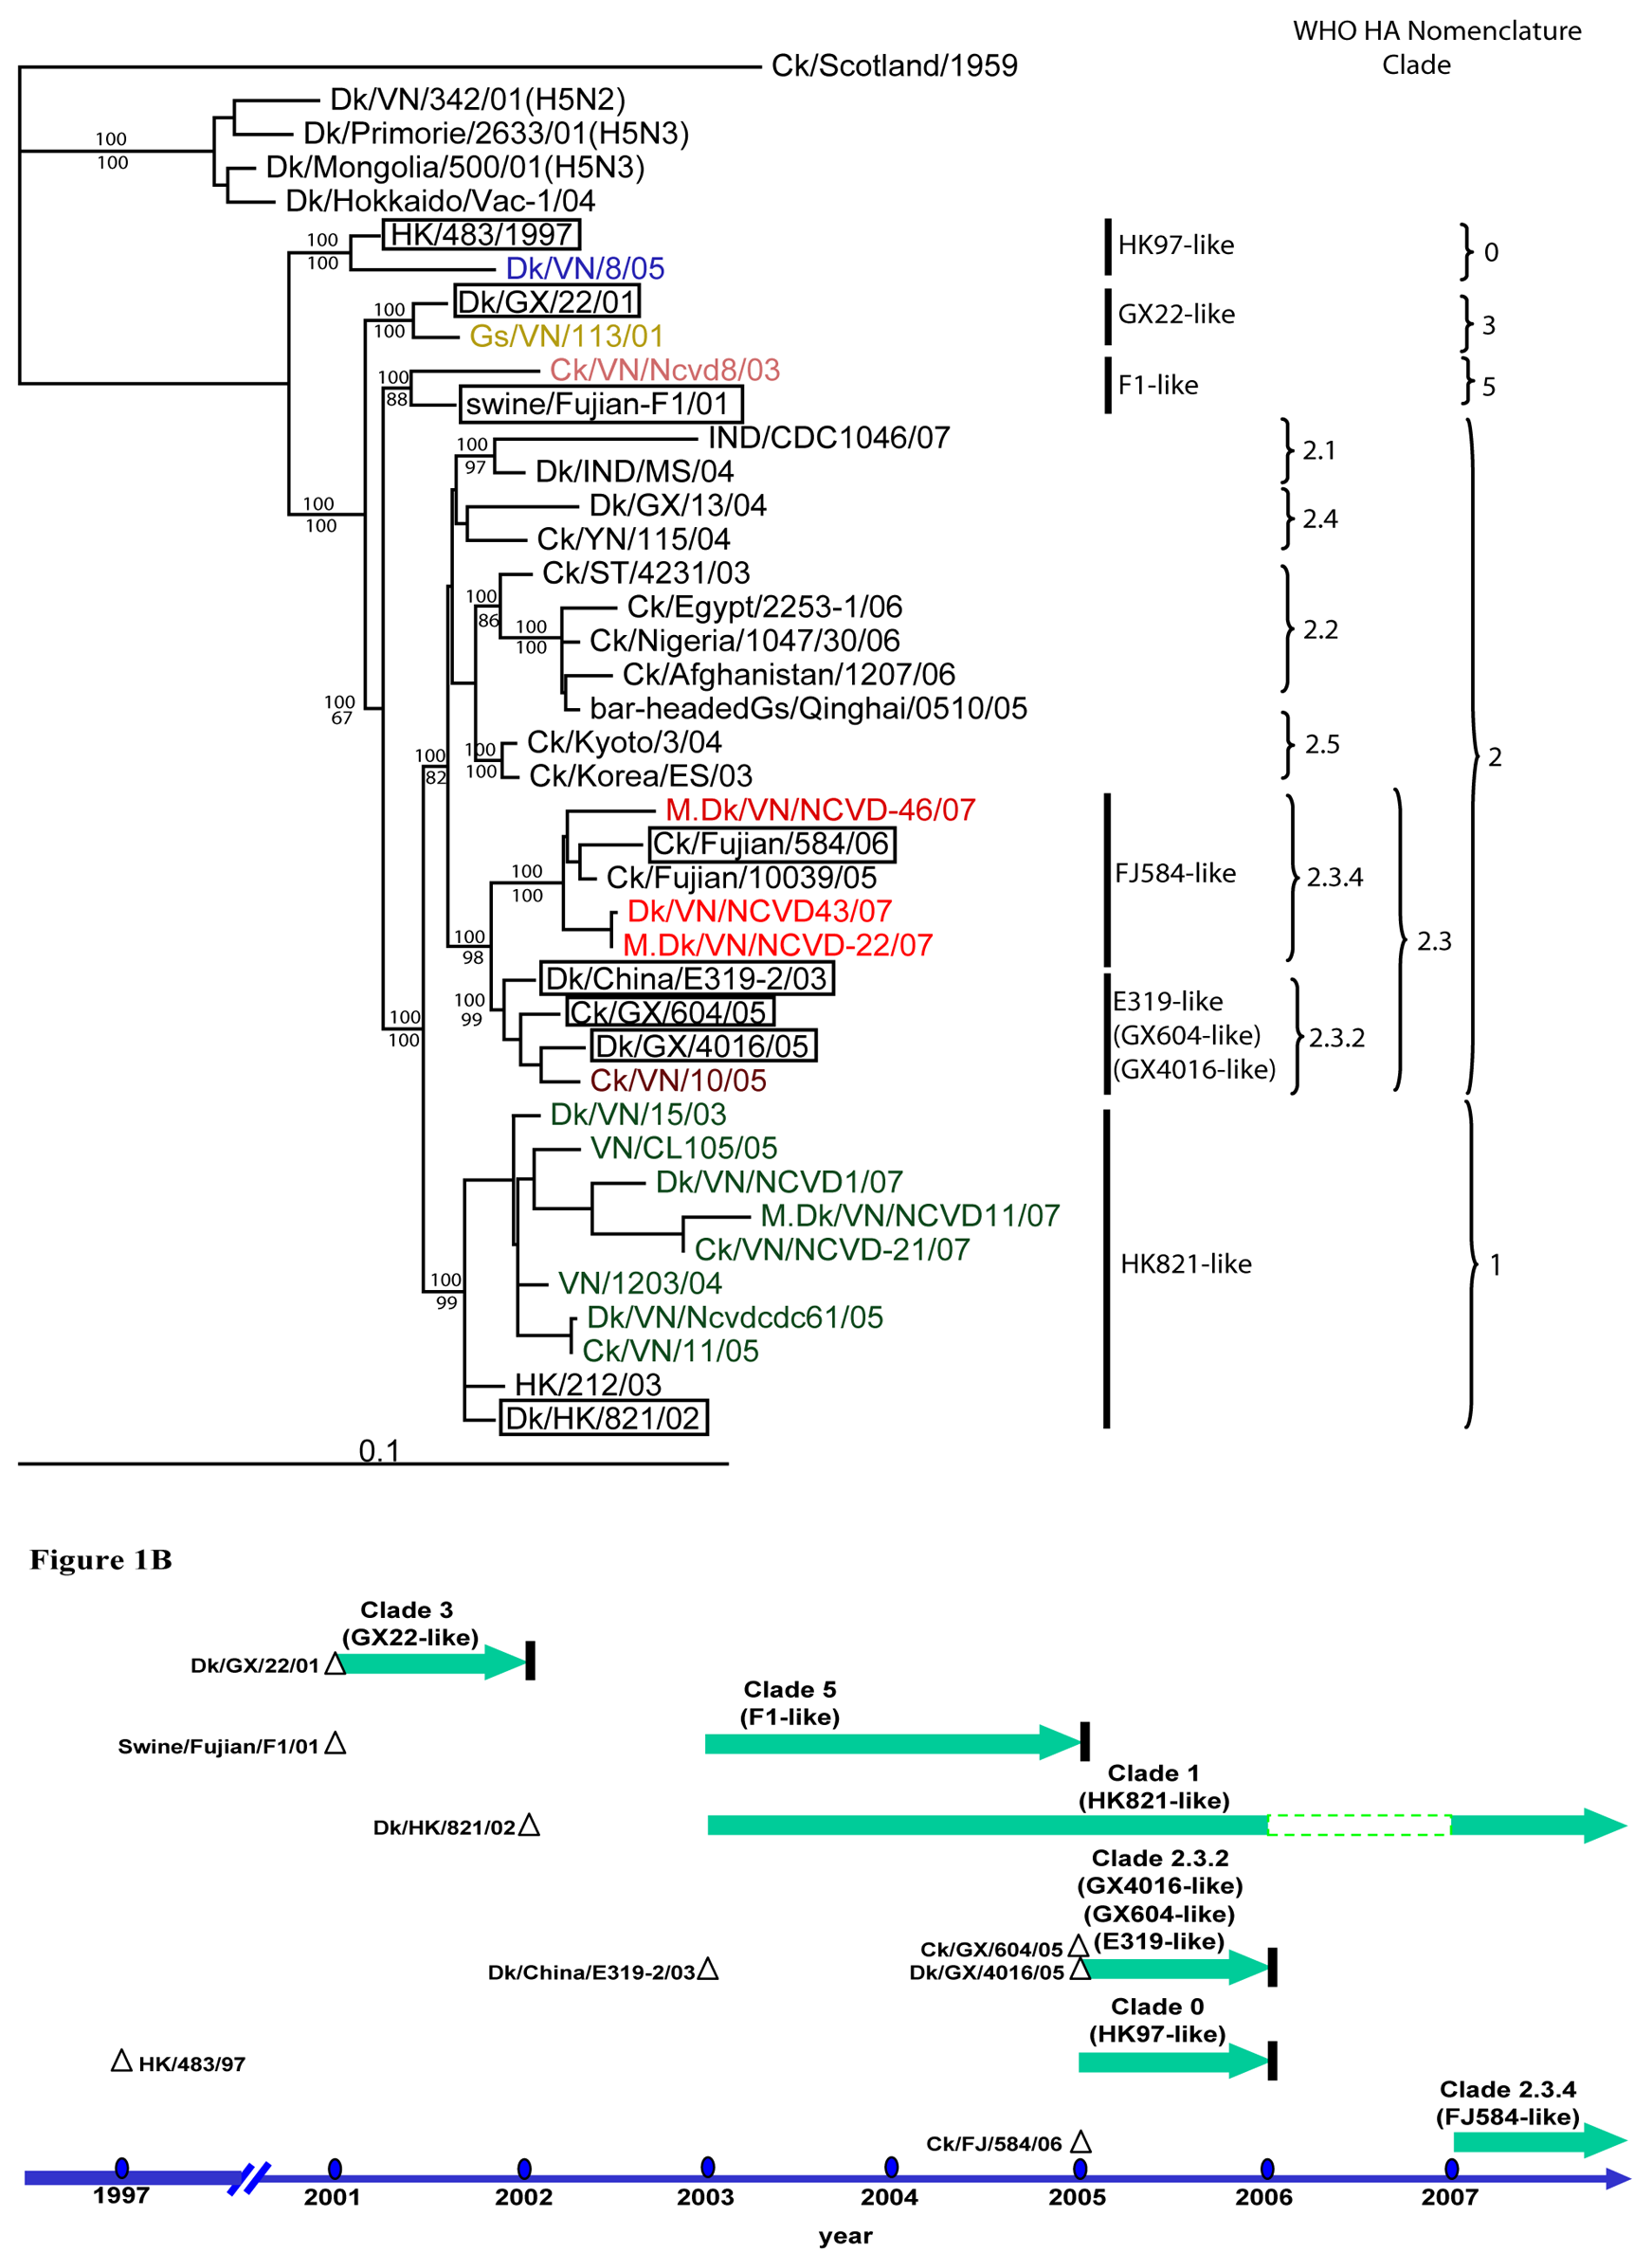 WHO HA Nomenclature
Clade
Ck/Scotland/1959
Dk/VN/342/01(H5N2)
100
100
Dk/Primorie/2633/01(H5N3)
Dk/Mongolia/500/01(H5N3)
Dk/Hokkaido/Vac-1/04
HK/483/1997
100
100
HK97-like
0
Dk/VN/8/05
Dk/GX/22/01
100
100
GX22-like
3
Gs/VN/113/01
Ck/VN/Ncvd8/03
100
88
F1-like
5
swine/Fujian-F1/01
IND/CDC1046/07
100
97
2.1
Dk/IND/MS/04
100
100
Dk/GX/13/04
2.4
Ck/YN/115/04
Ck/ST/4231/03
100
86
Ck/Egypt/2253-1/06
100
100
2.2
Ck/Nigeria/1047/30/06
Ck/Afghanistan/1207/06
bar-headedGs/Qinghai/0510/05
100
67
Ck/Kyoto/3/04
100
100
2.5
2
Ck/Korea/ES/03
100
82
M.Dk/VN/NCVD-46/07
Ck/Fujian/584/06
100
100
Ck/Fujian/10039/05
FJ584-like
2.3.4
Dk/VN/NCVD43/07
M.Dk/VN/NCVD-22/07
100
98
2.3
Dk/China/E319-2/03
100
99
Ck/GX/604/05
E319-like
(GX604-like)
(GX4016-like)
2.3.2
Dk/GX/4016/05
100
100
Ck/VN/10/05
Dk/VN/15/03
VN/CL105/05
Dk/VN/NCVD1/07
M.Dk/VN/NCVD11/07
Ck/VN/NCVD-21/07
HK821-like
1
100
99
VN/1203/04
Dk/VN/Ncvdcdc61/05
Ck/VN/11/05
HK/212/03
Dk/HK/821/02
0.1
Figure 1B
Clade 3
(GX22-like)
Dk/GX/22/01
Clade 5
(F1-like)
Swine/Fujian/F1/01
Clade 1
(HK821-like)
Dk/HK/821/02
Clade 2.3.2
(GX4016-like)
(GX604-like)
(E319-like)
Ck/GX/604/05
Dk/China/E319-2/03
Dk/GX/4016/05
Clade 0
(HK97-like)
HK/483/97
Clade 2.3.4
(FJ584-like)
Ck/FJ/584/06
1997 2001 2002 2003 2004 2005 2006 2007
year